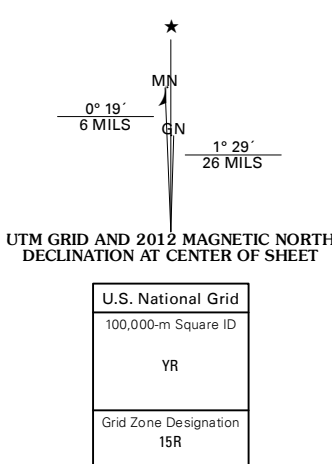 ★
MN
0° 19´
6 MILS
GN
1° 29´
26 MILS
UTM GRID AND 2012 MAGNETIC NORTH
DECLINATION AT CENTER OF SHEET
U.S. National Grid
100,000-m Square ID
YR
Grid Zone Designation
15R